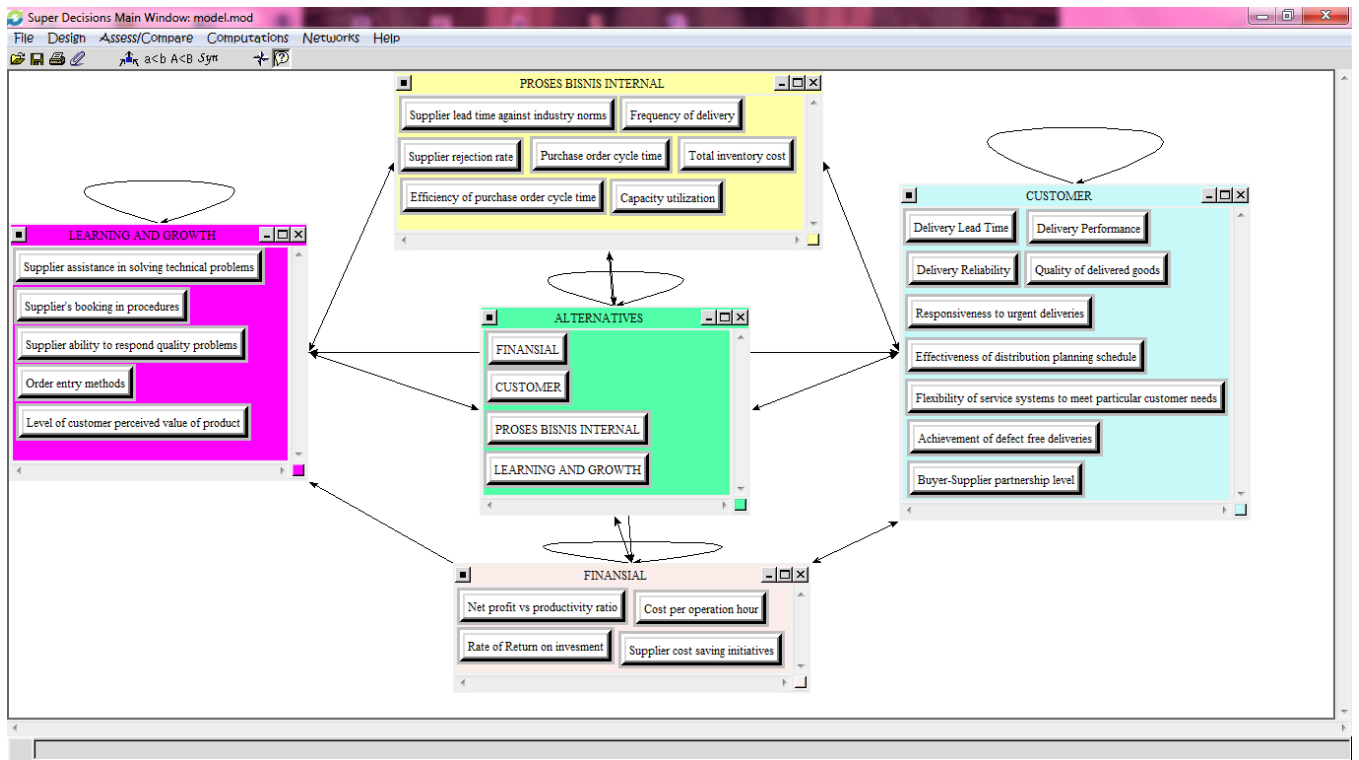 Super Decisions Main Window: model.mod
File Design Assess/Compare Computations Networks Help
a<b A<B Syn
PROSES BISNIS INTERNAL
Supplier lead time against industry norms
Frequency of delivery
Supplier rejection rate
Purchase order cycle time
Total inventory cost
Efficiency of purchase order cycle time
Capacity utilization
LEARNING AND GROWTH
Supplier assistance in solving technical problems
Supplier's booking in procedures
Supplier ability to respond quality problems
Order entry methods
Level of customer perceived value of product
ALTERNATIVES
FINANSIAL
CUSTOMER
PROSES BISNIS INTERNAL
LEARNING AND GROWTH
CUSTOMER
Delivery Lead Time
Delivery Performance
Delivery Reliability
Quality of delivered goods
Responsiveness to urgent deliveries
Effectiveness of distribution planning schedule
Flexibility of service systems to meet particular customer needs
Achievement of defect free deliveries
Buyer-Supplier partnership level
FINANSIAL
Net profit vs productivity ratio
Cost per operation hour
Rate of Return on invesment
Supplier cost saving initiatives